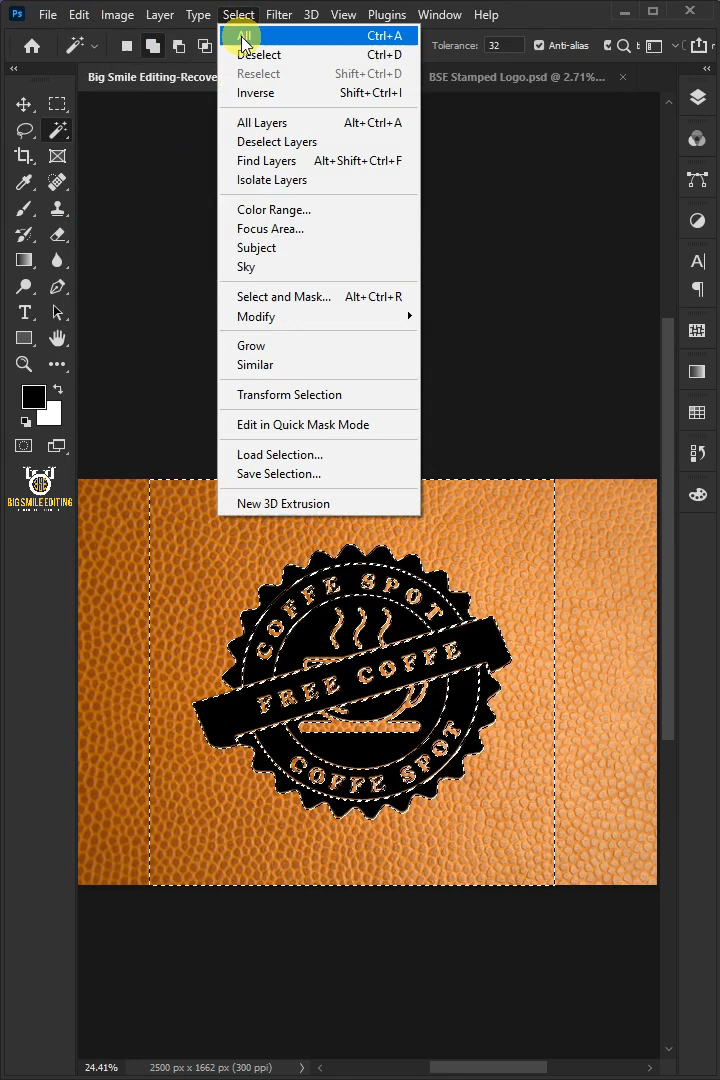 Ps File Edit Image Layer Type Select Filter 3D View Plugins Window Help
Tolerance: 32 Anti-alias
All Ctrl+A
Deselect Ctrl+D
Reselect Shift+Ctrl+D
Inverse Shift+Ctrl+I
All Layers Alt+Ctrl+A
Deselect Layers
Find Layers Alt+Shift+Ctrl+F
Isolate Layers
Color Range...
Focus Area...
Subject
Sky
Select and Mask... Alt+Ctrl+R
Modify
Grow
Similar
Transform Selection
Edit in Quick Mask Mode
Load Selection...
Save Selection...
New 3D Extrusion
Big Smile Editing-Recove
BSE Stamped Logo.psd @ 2.71%...
BSE
BIG SMILE EDITING
COFFE SPOT
FREE COFFE
COFFE SPOT
24.41% 2500 px x 1662 px (300 ppi)